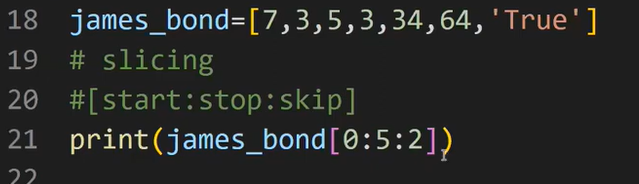 18 james_bond=[7,3,5,3,34,64,'True']
19 # slicing
20 #[start:stop:skip]
21 print(james_bond[0:5:2])
22